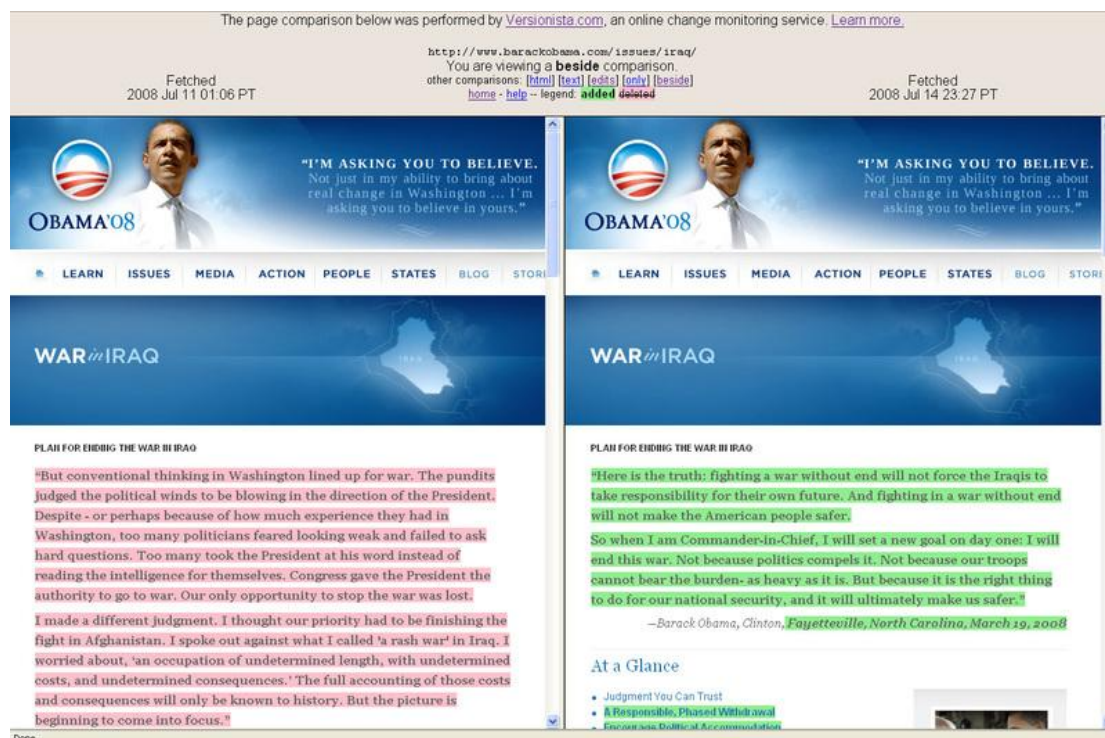 The page comparison below was performed by Versionista.com, an online change monitoring service. Learn more.
http://www.barackobama.com/issues/iraq/
You are viewing a beside comparison.
other comparisons: [html] [text] [edits] [only] [beside]
home - help -- legend: added deleted
Fetched
2008 Jul 11 01:06 PT
Fetched
2008 Jul 14 23:27 PT
OBAMA'08
“I'M ASKING YOU TO BELIEVE.
Not just in my ability to bring about
real change in Washington ... I'm
asking you to believe in yours.”
LEARN ISSUES MEDIA ACTION PEOPLE STATES BLOG STORI
WAR in IRAQ
IRAQ
PLAN FOR ENDING THE WAR IN IRAQ
“But conventional thinking in Washington lined up for war. The pundits
judged the political winds to be blowing in the direction of the President.
Despite - or perhaps because of how much experience they had in
Washington, too many politicians feared looking weak and failed to ask
hard questions. Too many took the President at his word instead of
reading the intelligence for themselves. Congress gave the President the
authority to go to war. Our only opportunity to stop the war was lost.
I made a different judgment. I thought our priority had to be finishing the
fight in Afghanistan. I spoke out against what I called 'a rash war' in Iraq. I
worried about, 'an occupation of undetermined length, with undetermined
costs, and undetermined consequences.' The full accounting of those costs
and consequences will only be known to history. But the picture is
beginning to come into focus.”
OBAMA'08
“I'M ASKING YOU TO BELIEVE.
Not just in my ability to bring about
real change in Washington ... I'm
asking you to believe in yours.”
LEARN ISSUES MEDIA ACTION PEOPLE STATES BLOG STORI
WAR in IRAQ
IRAQ
PLAN FOR ENDING THE WAR IN IRAQ
“Here is the truth: fighting a war without end will not force the Iraqis to
take responsibility for their own future. And fighting in a war without end
will not make the American people safer.
So when I am Commander-in-Chief, I will set a new goal on day one: I will
end this war. Not because politics compels it. Not because our troops
cannot bear the burden- as heavy as it is. But because it is the right thing
to do for our national security, and it will ultimately make us safer.”
—Barack Obama, Clinton, Fayetteville, North Carolina, March 19, 2008
At a Glance
Judgment You Can Trust
A Responsible, Phased Withdrawal
Encourage Political Accommodation